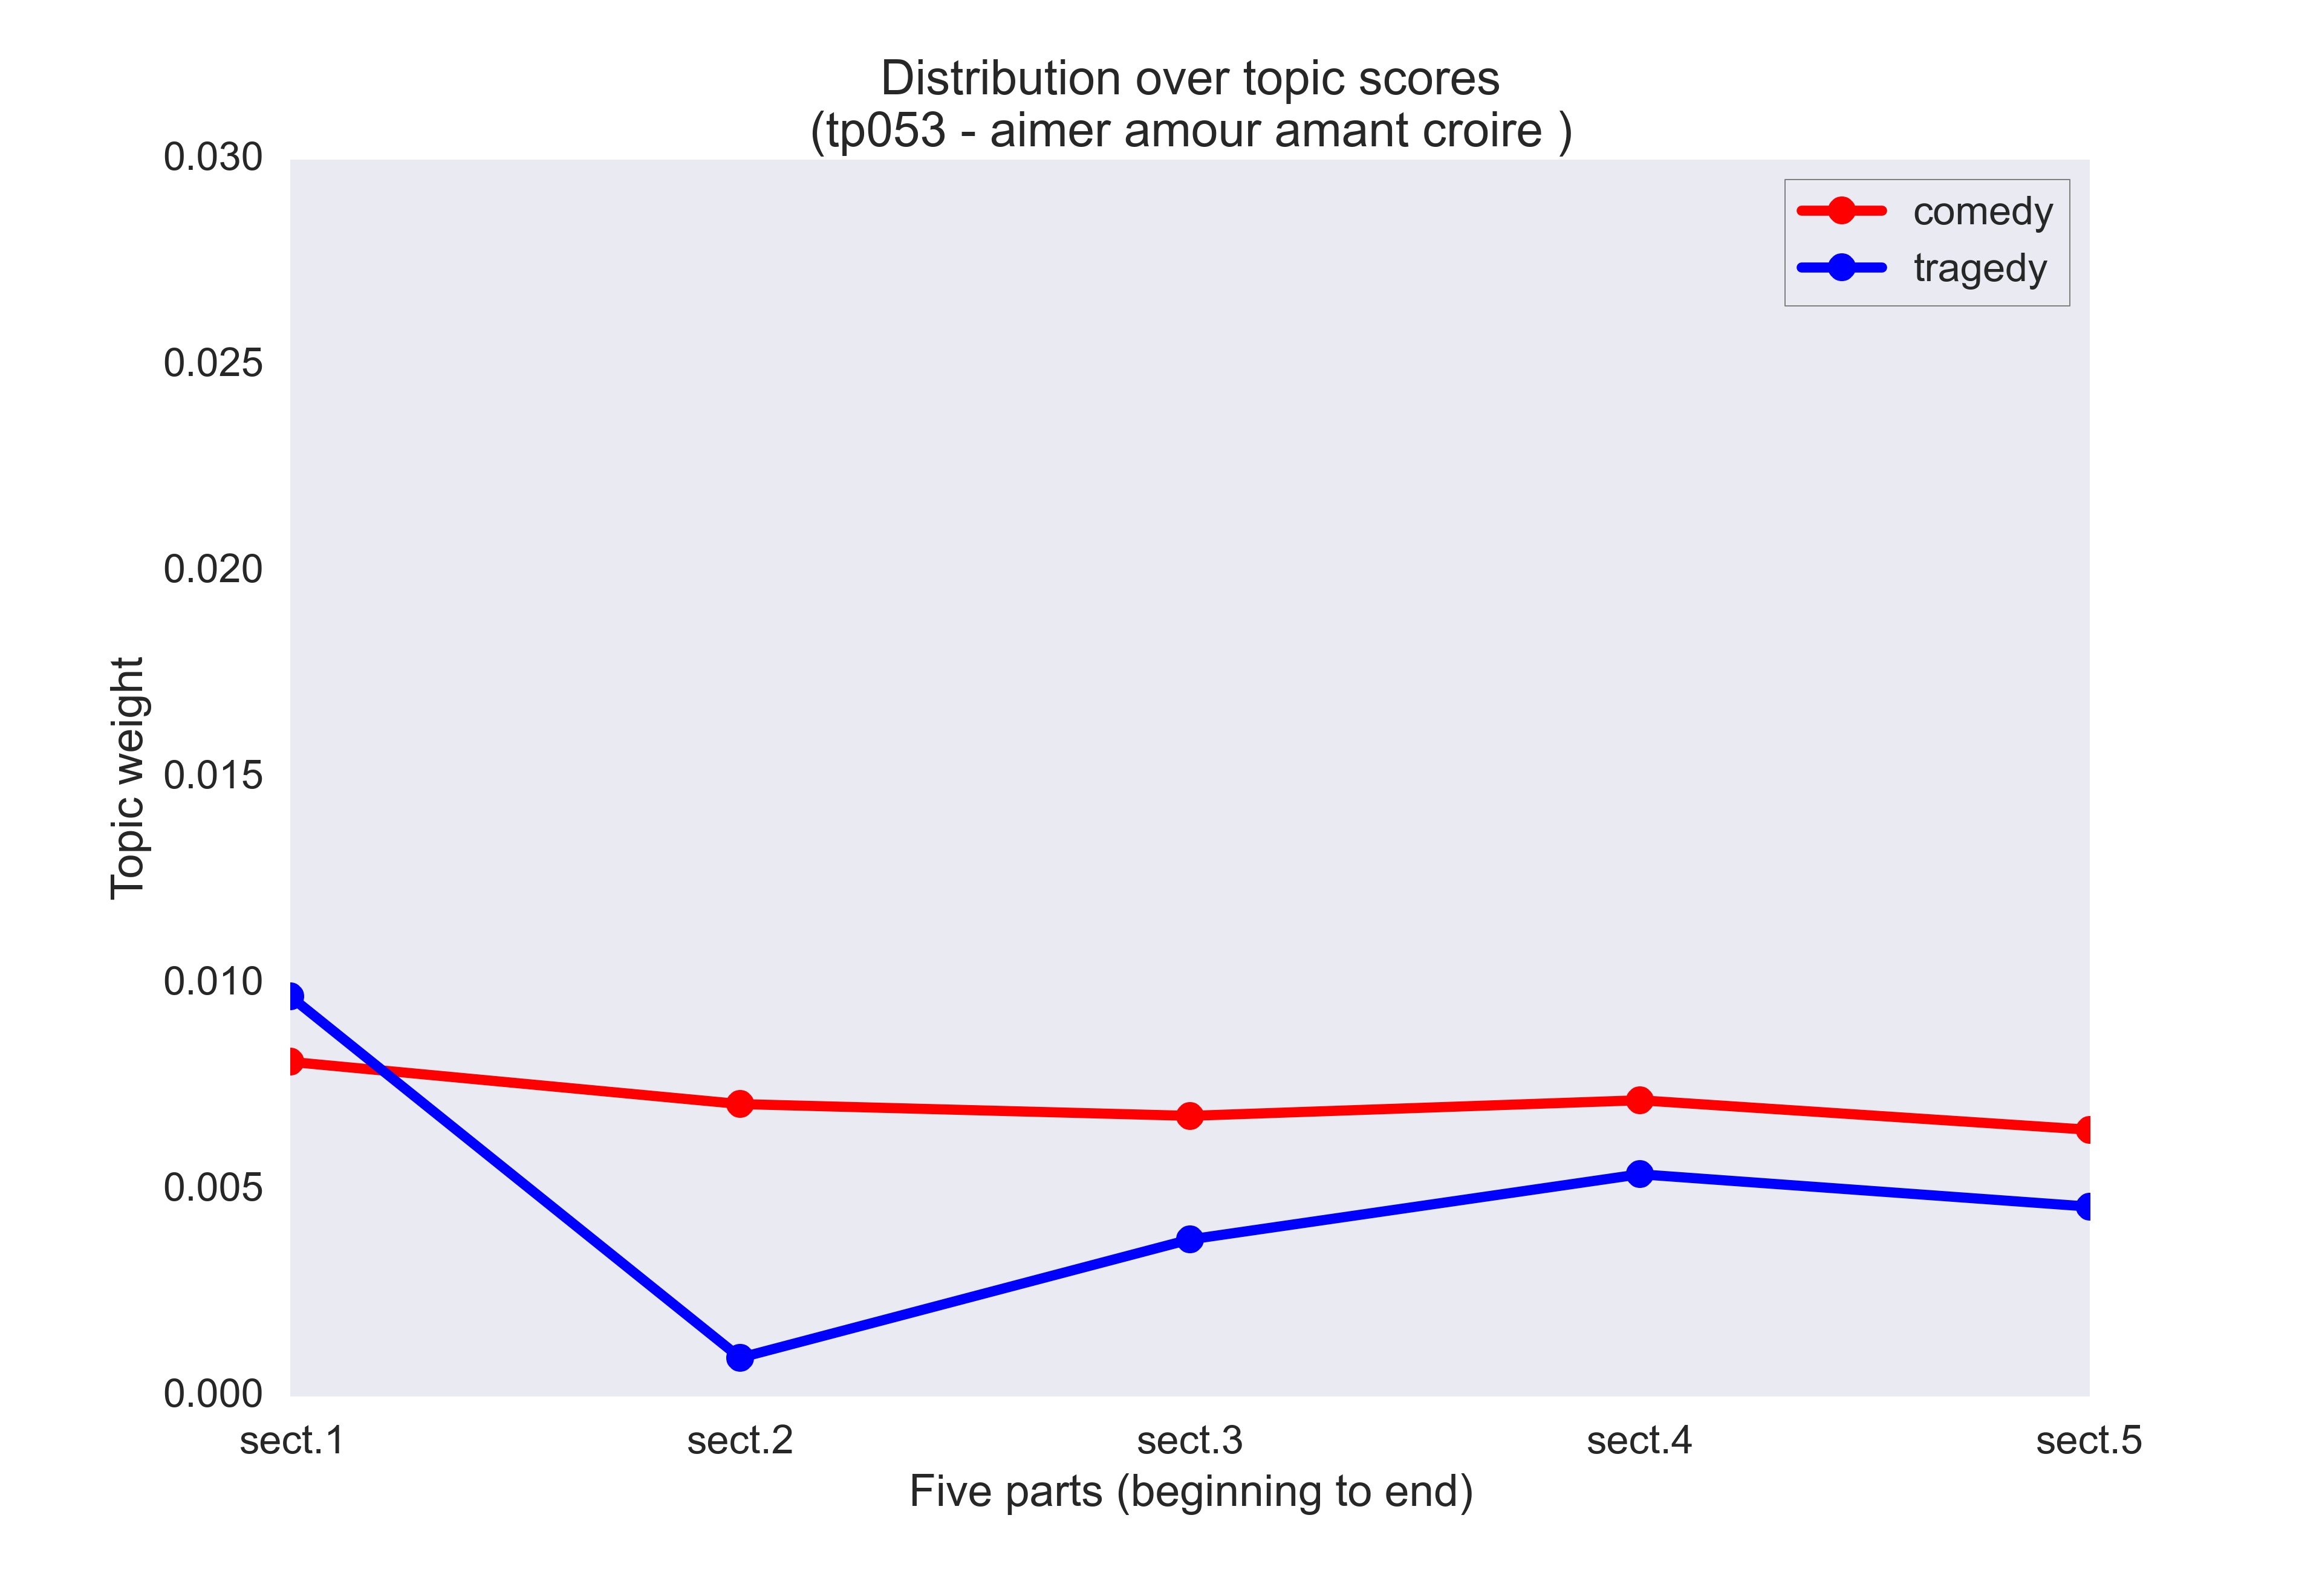 Distribution over topic scores
(tp053 - aimer amour amant croire )
0.030
0.025
0.020
0.015
0.010
0.005
0.000
Topic weight
comedy
tragedy
sect.1
sect.2
sect.3
sect.4
sect.5
Five parts (beginning to end)